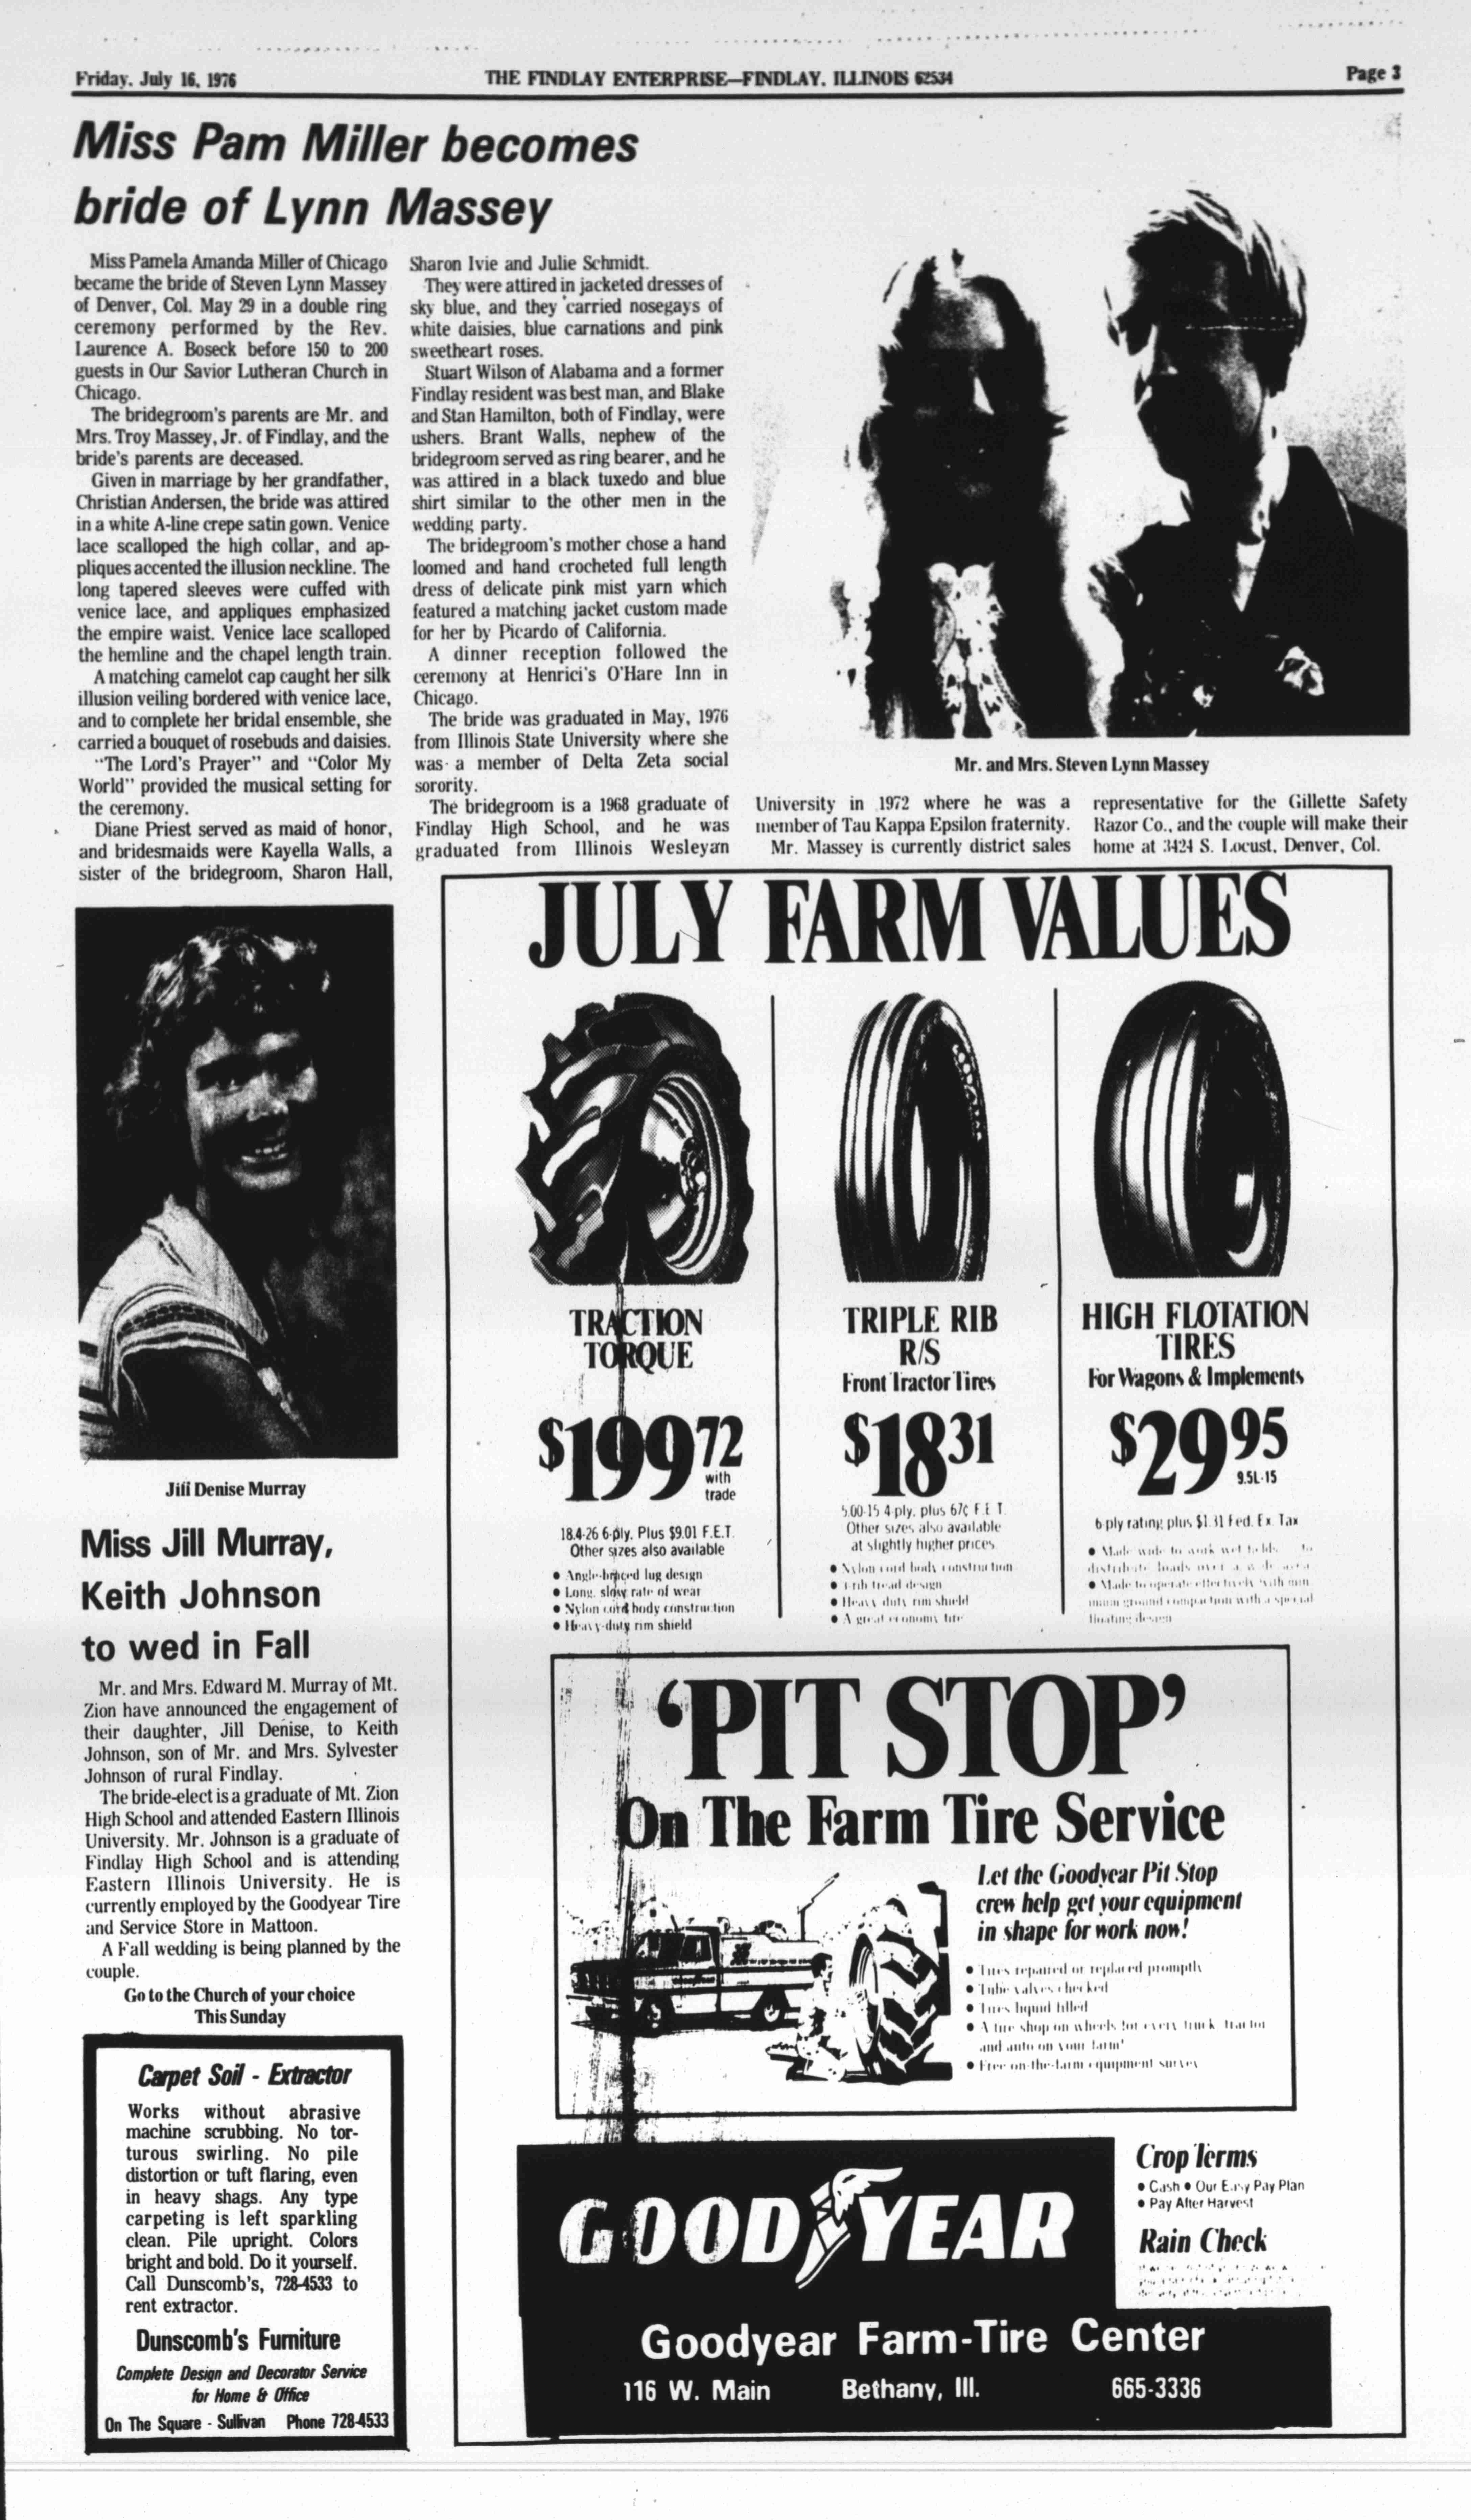 Friday, July 16, 1976
THE FINDLAY ENTERPRISE—FINDLAY, ILLINOIS 62534
Page 3
Miss Pam Miller becomes
bride of Lynn Massey
Miss Pamela Amanda Miller of Chicago
became the bride of Steven Lynn Massey
of Denver, Col. May 29 in a double ring
ceremony performed by the Rev.
Laurence A. Boseck before 150 to 200
guests in Our Savior Lutheran Church in
Chicago.
The bridegroom's parents are Mr. and
Mrs. Troy Massey, Jr. of Findlay, and the
bride's parents are deceased.
Given in marriage by her grandfather,
Christian Andersen, the bride was attired
in a white A-line crepe satin gown. Venice
lace scalloped the high collar, and ap-
pliques accented the illusion neckline. The
long tapered sleeves were cuffed with
venice lace, and appliques emphasized
the empire waist. Venice lace scalloped
the hemline and the chapel length train.
A matching camelot cap caught her silk
illusion veiling bordered with venice lace,
and to complete her bridal ensemble, she
carried a bouquet of rosebuds and daisies.
"The Lord's Prayer" and "Color My
World" provided the musical setting for
the ceremony.
Diane Priest served as maid of honor,
and bridesmaids were Kayella Walls, a
sister of the bridegroom, Sharon Hall,
Sharon Ivie and Julie Schmidt.
They were attired in jacketed dresses of
sky blue, and they carried nosegays of
white daisies, blue carnations and pink
sweetheart roses.
Stuart Wilson of Alabama and a former
Findlay resident was best man, and Blake
and Stan Hamilton, both of Findlay, were
ushers. Brant Walls, nephew of the
bridegroom served as ring bearer, and he
was attired in a black tuxedo and blue
shirt similar to the other men in the
wedding party.
The bridegroom's mother chose a hand
loomed and hand crocheted full length
dress of delicate pink mist yarn which
featured a matching jacket custom made
for her by Picardo of California.
A dinner reception followed the
ceremony at Henrici's O'Hare Inn in
Chicago.
The bride was graduated in May, 1976
from Illinois State University where she
was a member of Delta Zeta social
sorority.
The bridegroom is a 1968 graduate of
Findlay High School, and he was
graduated from Illinois Wesleyan
Mr. and Mrs. Steven Lynn Massey
University in 1972 where he was a
member of Tau Kappa Epsilon fraternity.
Mr. Massey is currently district sales
representative for the Gillette Safety
Razor Co., and the couple will make their
home at 3424 S. Locust, Denver, Col.
Jill Denise Murray
Miss Jill Murray,
Keith Johnson
to wed in Fall
Mr. and Mrs. Edward M. Murray of Mt.
Zion have announced the engagement of
their daughter, Jill Denise, to Keith
Johnson, son of Mr. and Mrs. Sylvester
Johnson of rural Findlay.
The bride-elect is a graduate of Mt. Zion
High School and attended Eastern Illinois
University. Mr. Johnson is a graduate of
Findlay High School and is attending
Eastern Illinois University. He is
currently employed by the Goodyear Tire
and Service Store in Mattoon.
A Fall wedding is being planned by the
couple.
Go to the Church of your choice
This Sunday
Carpet Soil - Extractor
Works without abrasive
machine scrubbing. No tor-
turous swirling. No pile
distortion or tuft flaring, even
in heavy shags. Any type
carpeting is left sparkling
clean. Pile upright. Colors
bright and bold. Do it yourself.
Call Dunscomb's, 728-4533 to
rent extractor.
Dunscomb's Furniture
Complete Design and Decorator Service
for Home & Office
On The Square - Sullivan Phone 728-4533
JULY FARM VALUES
TRACTION
TORQUE
$199 72
with
trade
18.4-26 6-ply, Plus $9.01 F.E.T.
Other sizes also available
• Angle-braced lug design
• Long, slow rate of wear
• Nylon cord body construction
• Heavy-duty rim shield
TRIPLE RIB
R/S
Front Tractor Tires
$18 31
5.00-15 4-ply, plus 67¢ F.E.T.
Other sizes also available
at slightly higher prices
• Nylon cord body construction
• 3-rib tread design
• Heavy duty rim shield
• A great economy tire
HIGH FLOTATION
TIRES
For Wagons & Implements
$29 95
9.5L-15
6-ply rating plus $1.31 Fed. Ex. Tax
• Made wide to work wet fields to
distribute loads over a wide area
• Made to operate effectively with min-
imum ground compaction with a special
floating design
'PIT STOP'
On The Farm Tire Service
Let the Goodyear Pit Stop
crew help get your equipment
in shape for work now!
• Tires repaired or replaced promptly
• Tube valves checked
• Tires liquid filled
• A tire shop on wheels for every truck, tractor
and auto on your farm!
• Free on-the-farm equipment survey
GOODYEAR
Crop Terms
• Cash • Our Easy Pay Plan
• Pay After Harvest
Rain Check
Goodyear Farm-Tire Center
116 W. Main Bethany, Ill. 665-3336